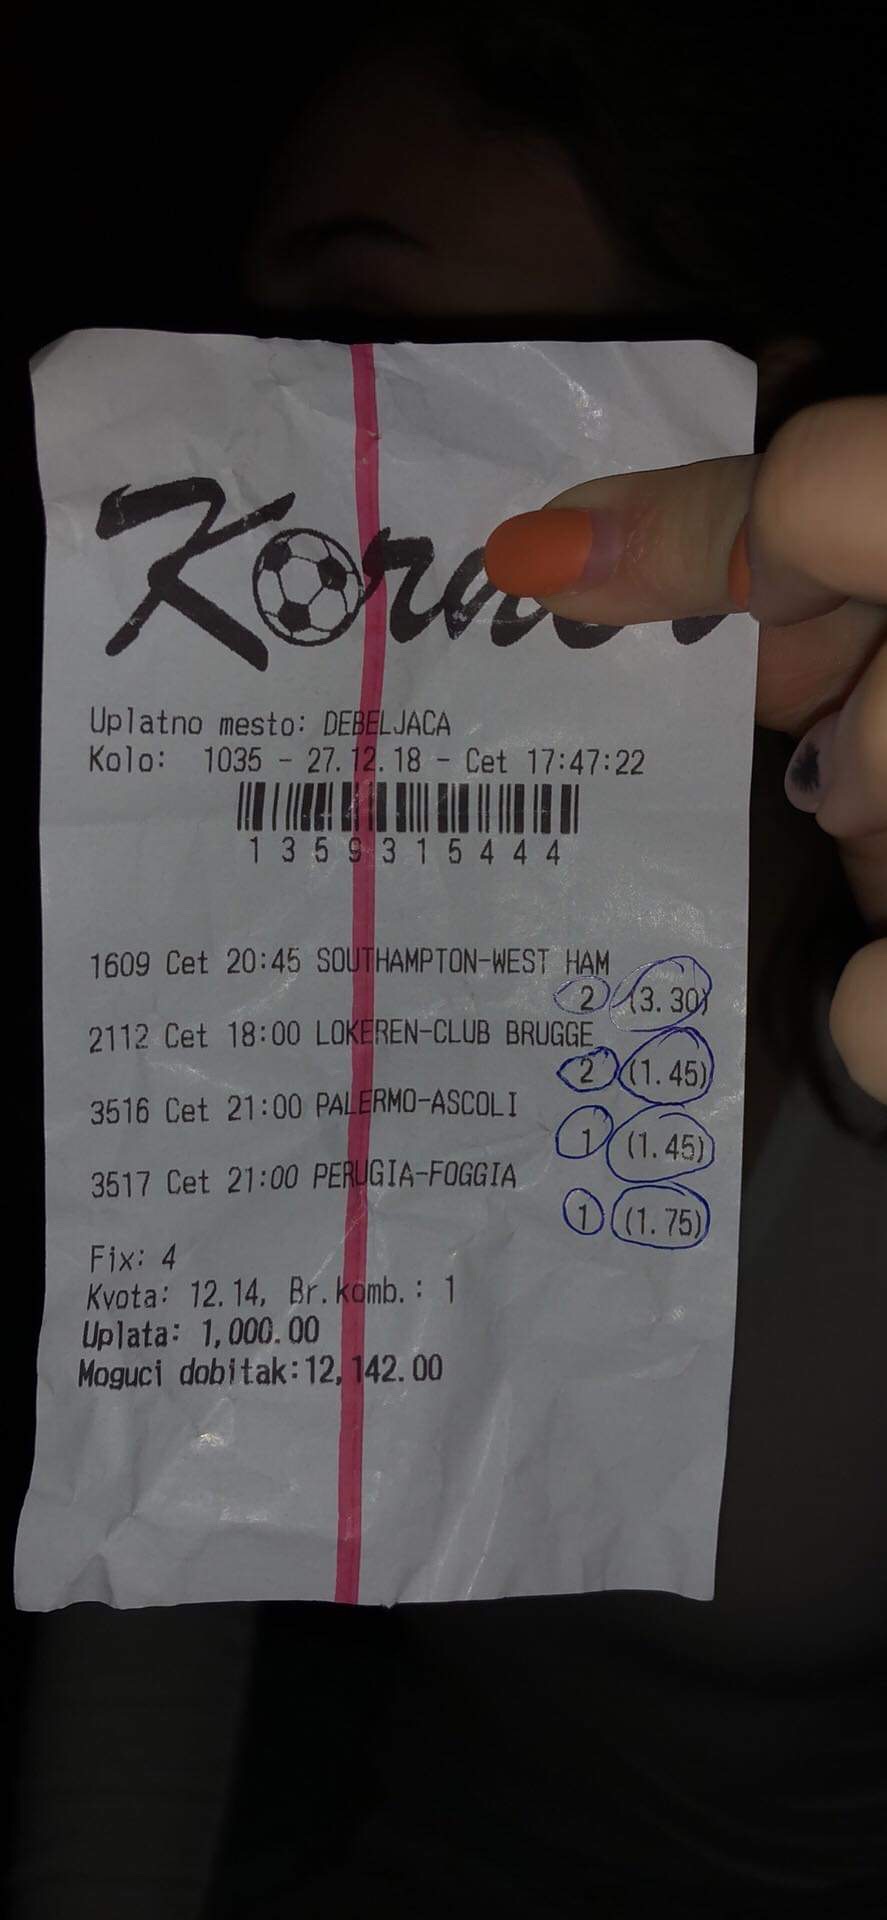 Uplatno mesto: DEBELJACA
Kolo: 1035 - 27.12.18 - Cet 17:47:22
1359315444
1609 Cet 20:45 SOUTHAMPTON-WEST HAM
2 (3.30)
2112 Cet 18:00 LOKEREN-CLUB BRUGGE
2 (1.45)
3516 Cet 21:00 PALERMO-ASCOLI
1 (1.45)
3517 Cet 21:00 PERUGIA-FOGGIA
1 (1.75)
Fix: 4
Kvota: 12.14, Br.komb.: 1
Uplata: 1,000.00
Moguci dobitak:12,142.00